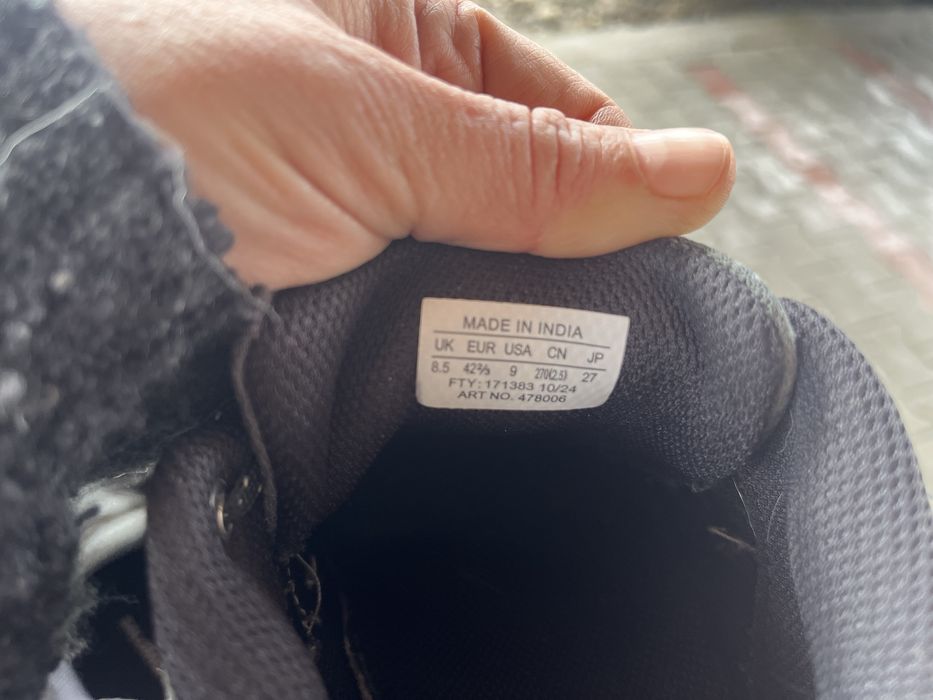 MADE IN INDIA
UK EUR USA CN JP
8.5 42⅔ 9 270(2.5) 27
FTY: 171383 10/24
ART NO. 478006